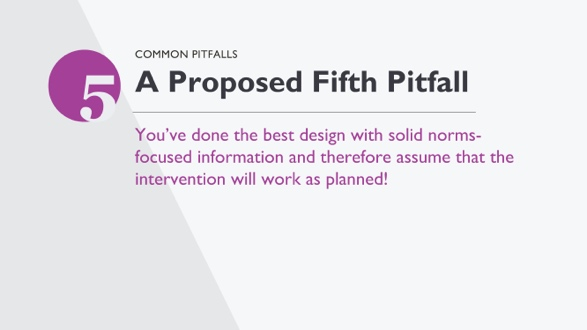 COMMON PITFALLS
5
A Proposed Fifth Pitfall
You've done the best design with solid norms-
focused information and therefore assume that the
intervention will work as planned!